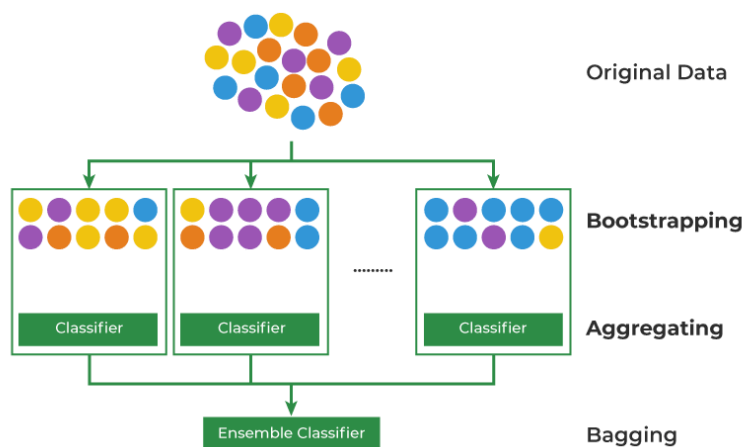 Original Data
Bootstrapping
.........
Classifier
Classifier
Classifier
Aggregating
Ensemble Classifier
Bagging